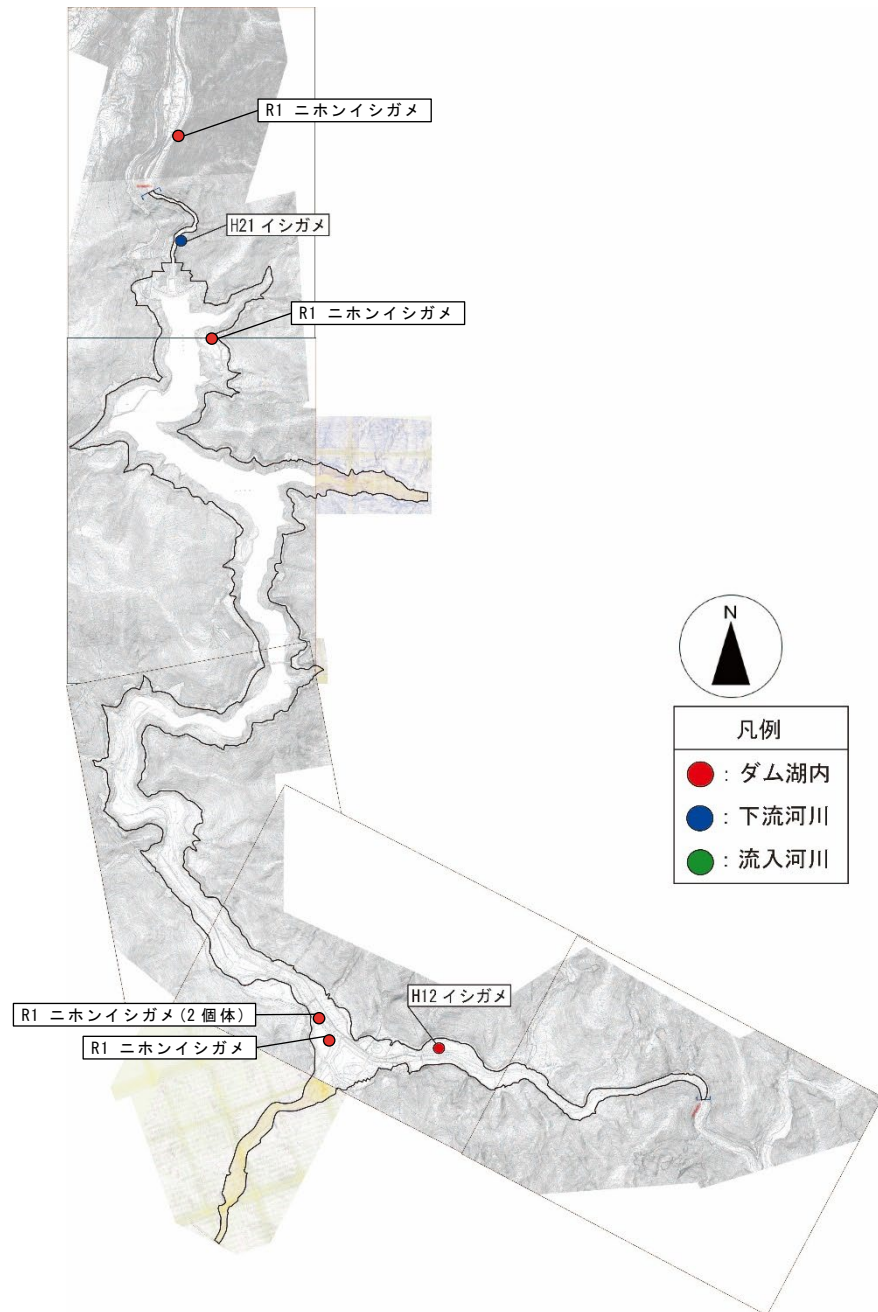 R1 ニホンイシガメ
H21 イシガメ
R1 ニホンイシガメ
N
凡例
：ダム湖内
：下流河川
：流入河川
R1 ニホンイシガメ(2個体)
H12 イシガメ
R1 ニホンイシガメ